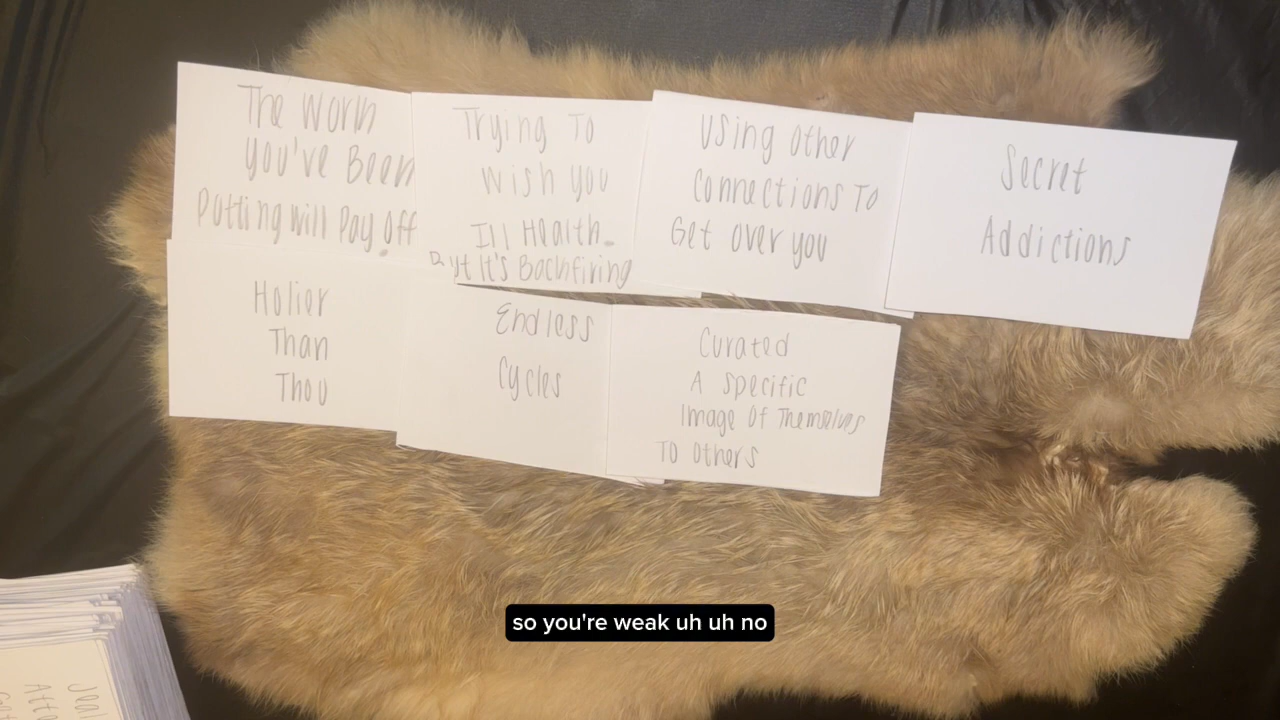 The Work
You've Been
Putting will Pay Off.
Trying To
Wish you
Ill Health.
But It's Backfiring
Using Other
Connections To
Get over you
Secret
Addictions
Holier
Than
Thou
Endless
Cycles
Curated
A Specific
Image Of Themselves
To Others
Jeal
Atte
so you're weak uh uh no